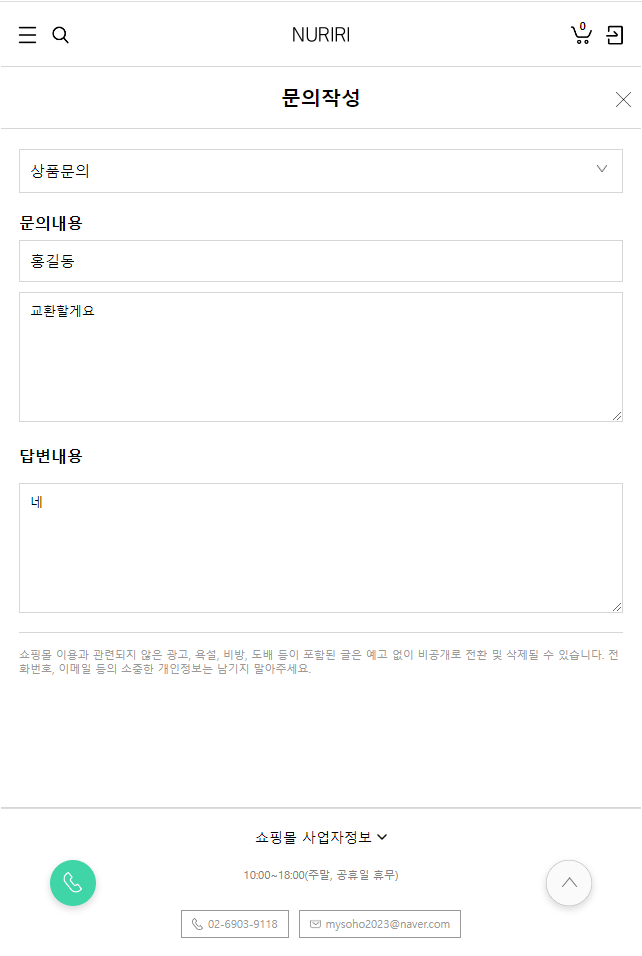 NURIRI
0
문의작성
상품문의
문의내용
홍길동
교환할게요
답변내용
네
쇼핑몰 이용과 관련되지 않은 광고, 욕설, 비방, 도배 등이 포함된 글은 예고 없이 비공개로 전환 및 삭제될 수 있습니다. 전
화번호, 이메일 등의 소중한 개인정보는 남기지 말아주세요.
쇼핑몰 사업자정보
10:00~18:00(주말, 공휴일 휴무)
02-6903-9118
mysoho2023@naver.com